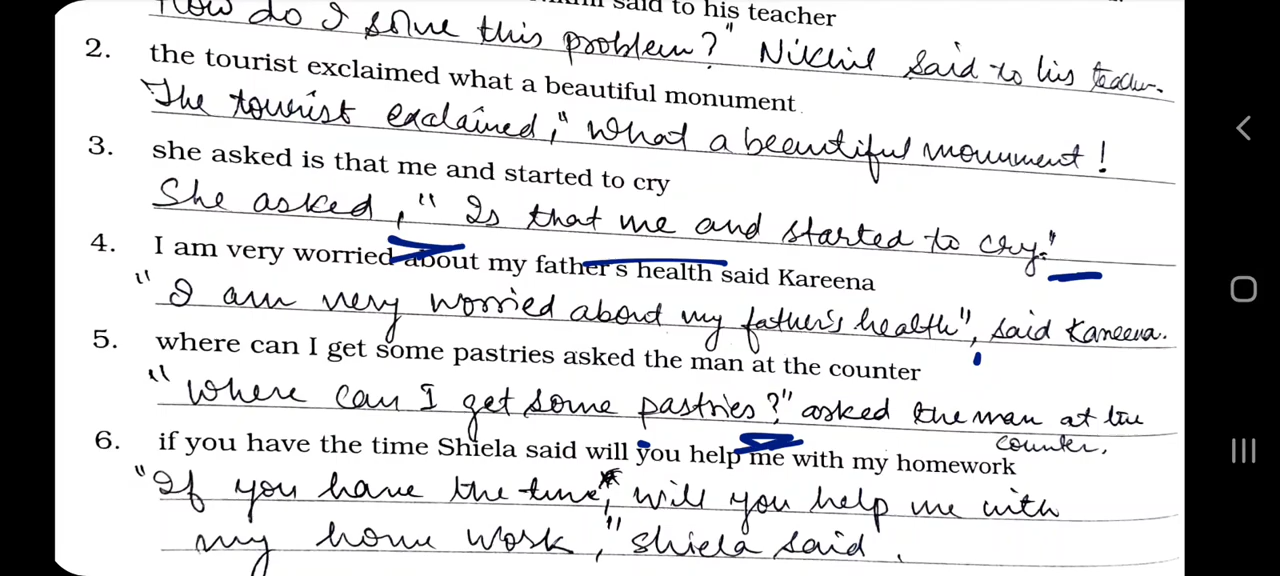 said to his teacher
How do I solve this problem?" Nikhil said to his teacher.
2. the tourist exclaimed what a beautiful monument
The tourist exclaimed, "What a beautiful monument!
3. she asked is that me and started to cry
She asked, "Is that me and started to cry."
4. I am very worried about my father's health said Kareena
"I am very worried about my father's health", said Kareena.
5. where can I get some pastries asked the man at the counter
"Where can I get some pastries?" asked the man at the
counter.
6. if you have the time Shiela said will you help me with my homework
"If you have the time, will you help me with
my home work," Shiela said.